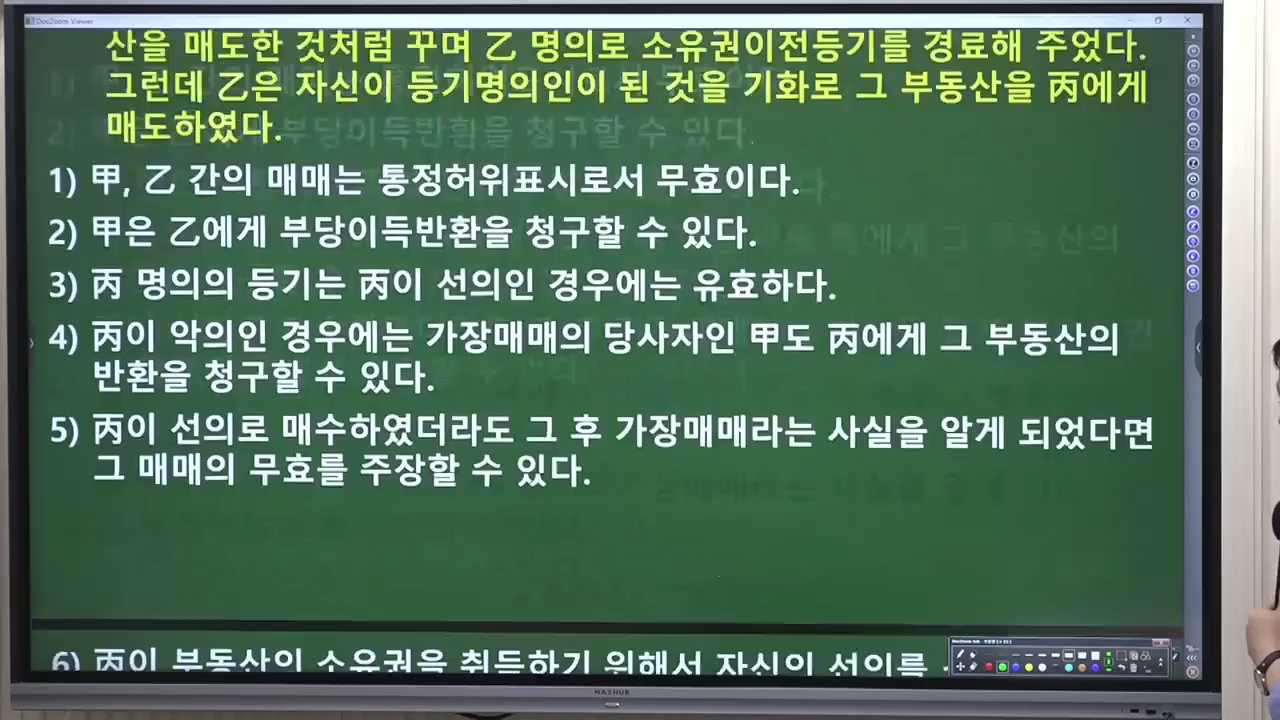 DocZoom Viewer
산을 매도한 것처럼 꾸며 乙 명의로 소유권이전등기를 경료해 주었다.
그런데 乙은 자신이 등기명의인이 된 것을 기화로 그 부동산을 丙에게
매도하였다.
1) 甲, 乙 간의 매매는 통정허위표시로서 무효이다.
2) 甲은 乙에게 부당이득반환을 청구할 수 있다.
3) 丙 명의의 등기는 丙이 선의인 경우에는 유효하다.
4) 丙이 악의인 경우에는 가장매매의 당사자인 甲도 丙에게 그 부동산의
반환을 청구할 수 있다.
5) 丙이 선의로 매수하였더라도 그 후 가장매매라는 사실을 알게 되었다면
그 매매의 무효를 주장할 수 있다.
6) 丙이 부동산의 소유권을 취득하기 위해서 자신의 선의를
MAXHUB